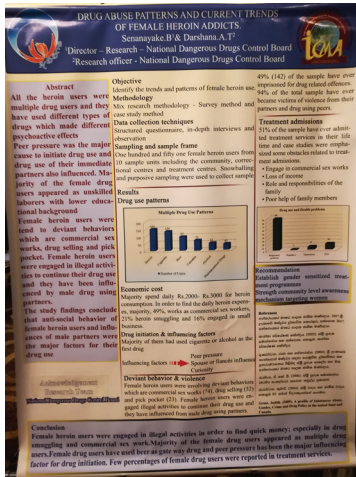 DRUG ABUSE PATTERNS AND CURRENT TRENDS
OF FEMALE HEROIN ADDICTS.
Senanayake.B¹& Darshana.A.T²
¹Director – Research – National Dangerous Drugs Control Board
²Research officer - National Dangerous Drugs Control Board
Abstract
All the heroin users were
multiple drug users and they
have used different types of
drugs which made different
psychoactive effects
Peer pressure was the major
cause to initiate drug use and
drug use of their immediate
partners also influenced. Ma-
jority of the female drug
users appeared as unskilled
laborers with lower educa-
tional background
Female heroin users were
tend to deviant behaviors
which are commercial sex
works, drug selling and pick
pocket. Female heroin users
were engaged in illegal activi-
ties to continue their drug use
and they have been influ-
enced by male drug using
partners.
The study findings conclude
that anti-social behavior of
female heroin users and influ-
ences of male partners were
the major factors for their
drug use
Acknowledgement
Research Team
National Dangerous Drugs Control Board
Objective
Identify the trends and patterns of female heroin use
Methodology
Mix research methodology - Survey method and
case study method
Data collection techniques
Structured questionnaire, in-depth interviews and
observation
Sampling and sample frame
One hundred and fifty one female heroin users from
10 sample units including the community, correc-
tional centres and treatment centres. Snowballing
and purposive sampling were used to collect sample
Results
Drug use patterns
Multiple Drug Use Patterns
Number of Users
Economic cost
Majority spend daily Rs.2000- Rs.3000 for heroin
consumption. In order to find the daily heroin expens-
es, majority, 49%, works as commercial sex workers,
21% heroin smuggling and 16% engaged in small
business
Drug initiation & influencing factors
Majority of them had used cigarette or alcohol as the
first drug
Peer pressure
Influencing factors Spouse or fiancés influence
Curiosity
Deviant behavior & violence
Female heroin users were involving deviant behaviors
which are commercial sex works (74), drug selling (32)
and pick pocket (23). Female heroin users were en-
gaged illegal activities to continue their drug use and
they have influenced from male drug using partners.
49% (142) of the sample have ever
imprisoned for drug related offences.
94% of the total sample have ever
became victims of violence from their
partners and drug using peers.
Treatment admissions
51% of the sample have ever admit-
ted treatment services in their life
time and case studies were empha-
sized some obstacles related to treat-
ment admissions.
• Engage in commercial sex works
• Loss of income
• Role and responsibilities of the
family
• Poor help of family members
Drug use and Health problems
Recommendation
Establish gender sensitized treat-
ment programmes
Strength community level awareness
mechanism targeting women
References
Conclusion
Female heroin users were engaged in illegal activities in order to find quick money; especially in drug
smuggling and commercial sex work.Majority of the female drug users appeared as multiple drug
users.Female drug users have used beer as gate way drug and peer pressure has been the major influencing
factor for drug initiation. Few percentages of female drug users were reported in treatment services.